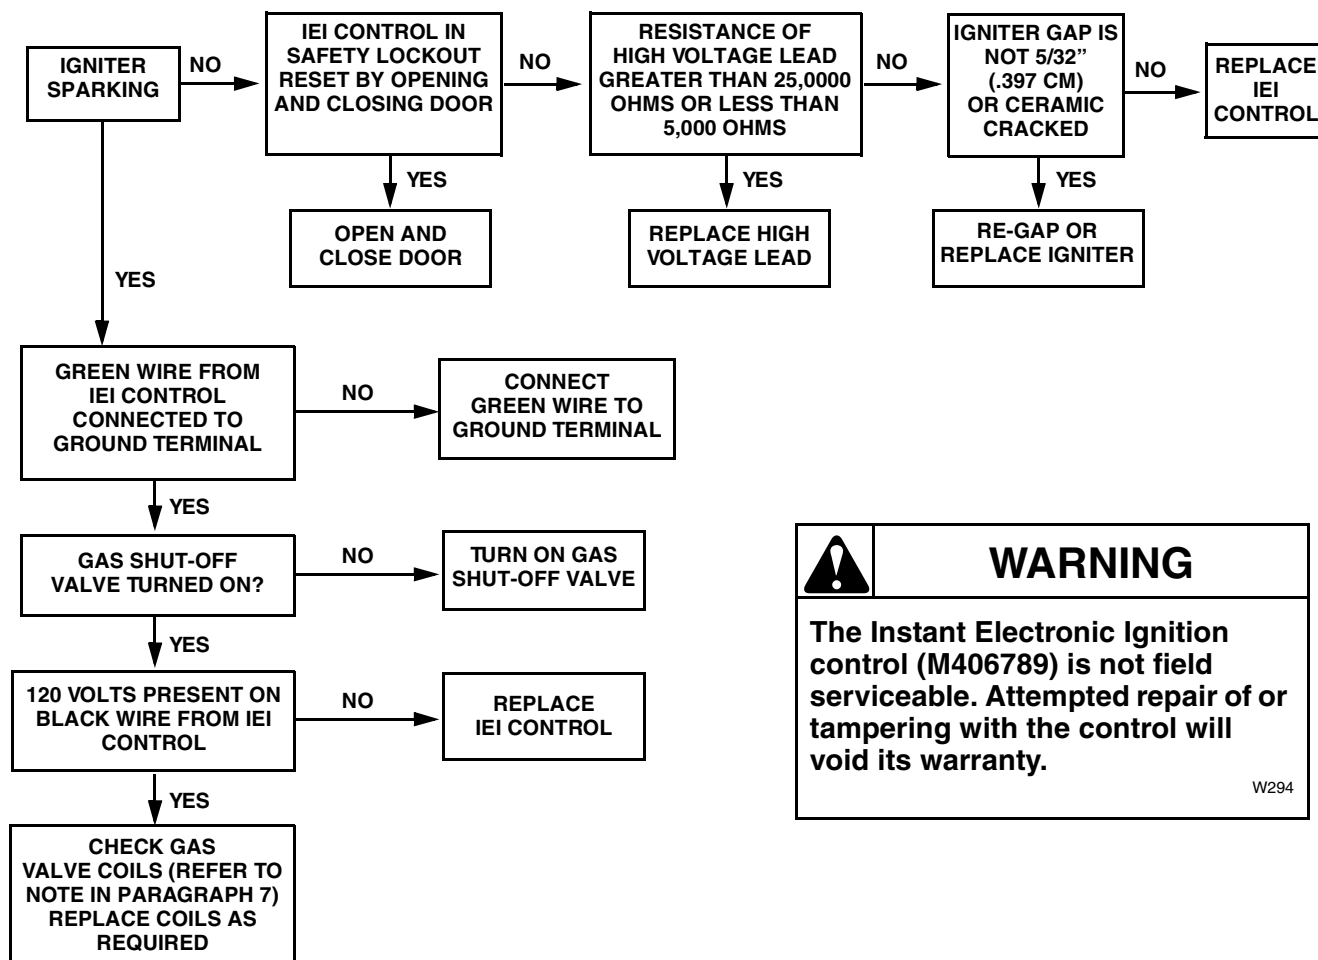 IGNITER
SPARKING
NO
IEI CONTROL IN
SAFETY LOCKOUT
RESET BY OPENING
AND CLOSING DOOR
NO
RESISTANCE OF
HIGH VOLTAGE LEAD
GREATER THAN 25,0000
OHMS OR LESS THAN
5,000 OHMS
NO
IGNITER GAP IS
NOT 5/32”
(.397 CM)
OR CERAMIC
CRACKED
NO
REPLACE
IEI
CONTROL
YES
OPEN AND
CLOSE DOOR
YES
REPLACE HIGH
VOLTAGE LEAD
YES
RE-GAP OR
REPLACE IGNITER
YES
GREEN WIRE FROM
IEI CONTROL
CONNECTED TO
GROUND TERMINAL
NO
CONNECT
GREEN WIRE TO
GROUND TERMINAL
YES
GAS SHUT-OFF
VALVE TURNED ON?
NO
TURN ON GAS
SHUT-OFF VALVE
YES
120 VOLTS PRESENT ON
BLACK WIRE FROM IEI
CONTROL
NO
REPLACE
IEI CONTROL
YES
CHECK GAS
VALVE COILS (REFER TO
NOTE IN PARAGRAPH 7)
REPLACE COILS AS
REQUIRED
WARNING
The Instant Electronic Ignition
control (M406789) is not field
serviceable. Attempted repair of or
tampering with the control will
void its warranty.
W294